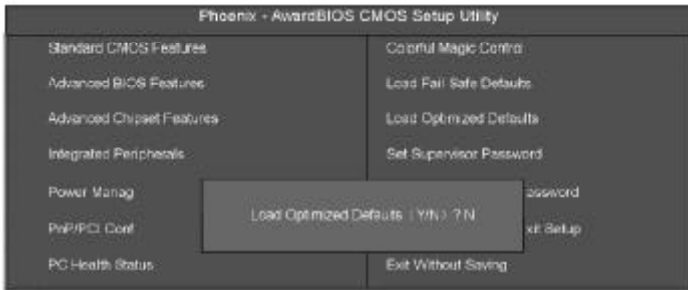 Phoenix - AwardBIOS CMOS Setup Utility
Standard CMOS Features
Advanced BIOS Features
Advanced Chipset Features
Integrated Peripherals
Power Manag
PnP/PCI Conf
PC Health Status
Colorful Magic Control
Load Fail Safe Defaults
Load Optimized Defaults
Set Supervisor Password
assword
xit Setup
Exit Without Saving
Load Optimized Defaults (Y/N) ? N